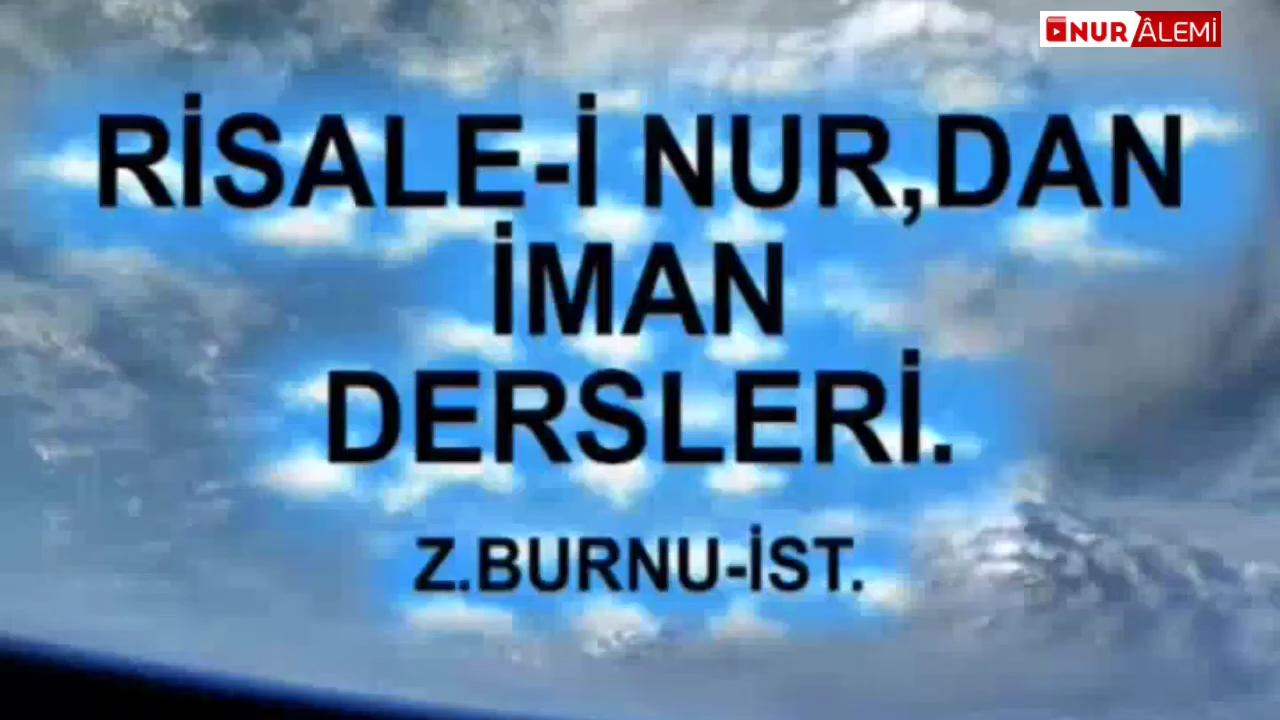 NUR ÂLEMİ
RİSALE-İ NUR,DAN
İMAN
DERSLERİ.
Z.BURNU-İST.